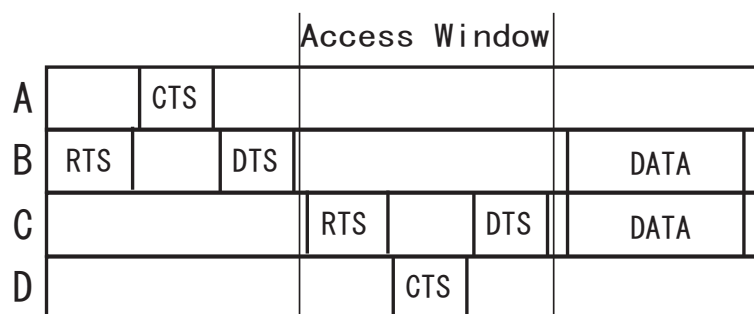 Access Window
A CTS
B RTS DTS DATA
C RTS DTS DATA
D CTS